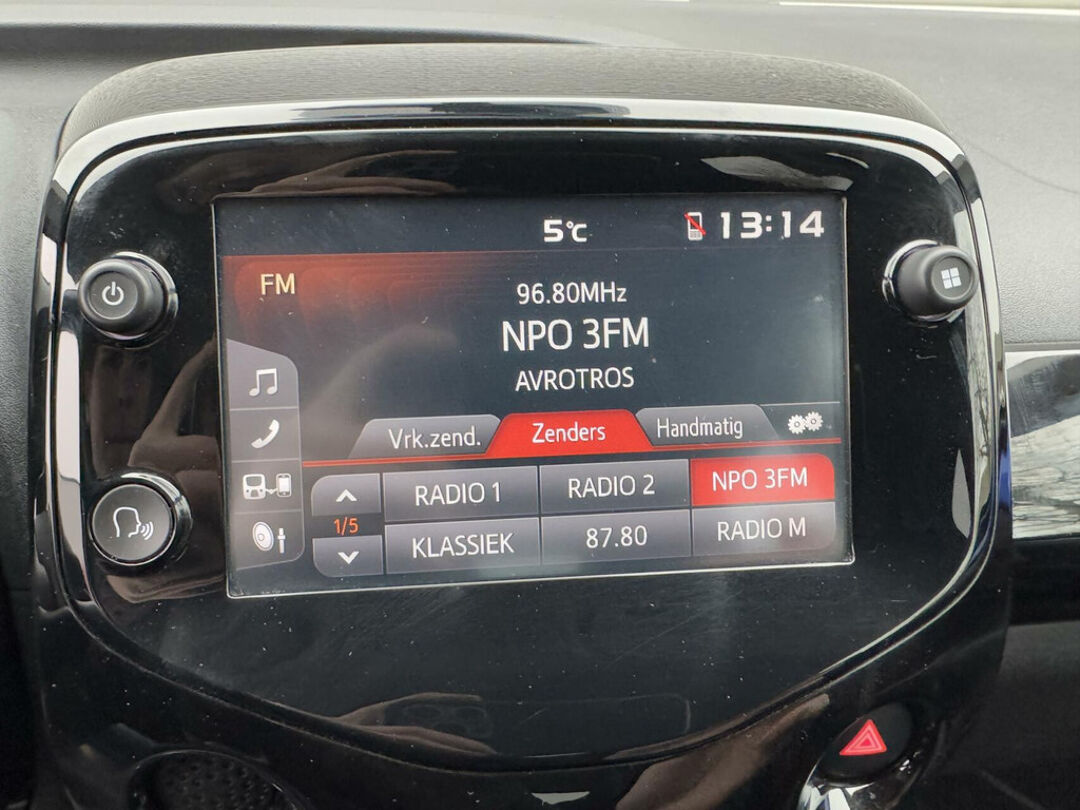 5°C 13:14
FM
96.80MHz
NPO 3FM
AVROTROS
Vrk.zend. Zenders Handmatig
RADIO 1 RADIO 2 NPO 3FM
1/5
KLASSIEK 87.80 RADIO M